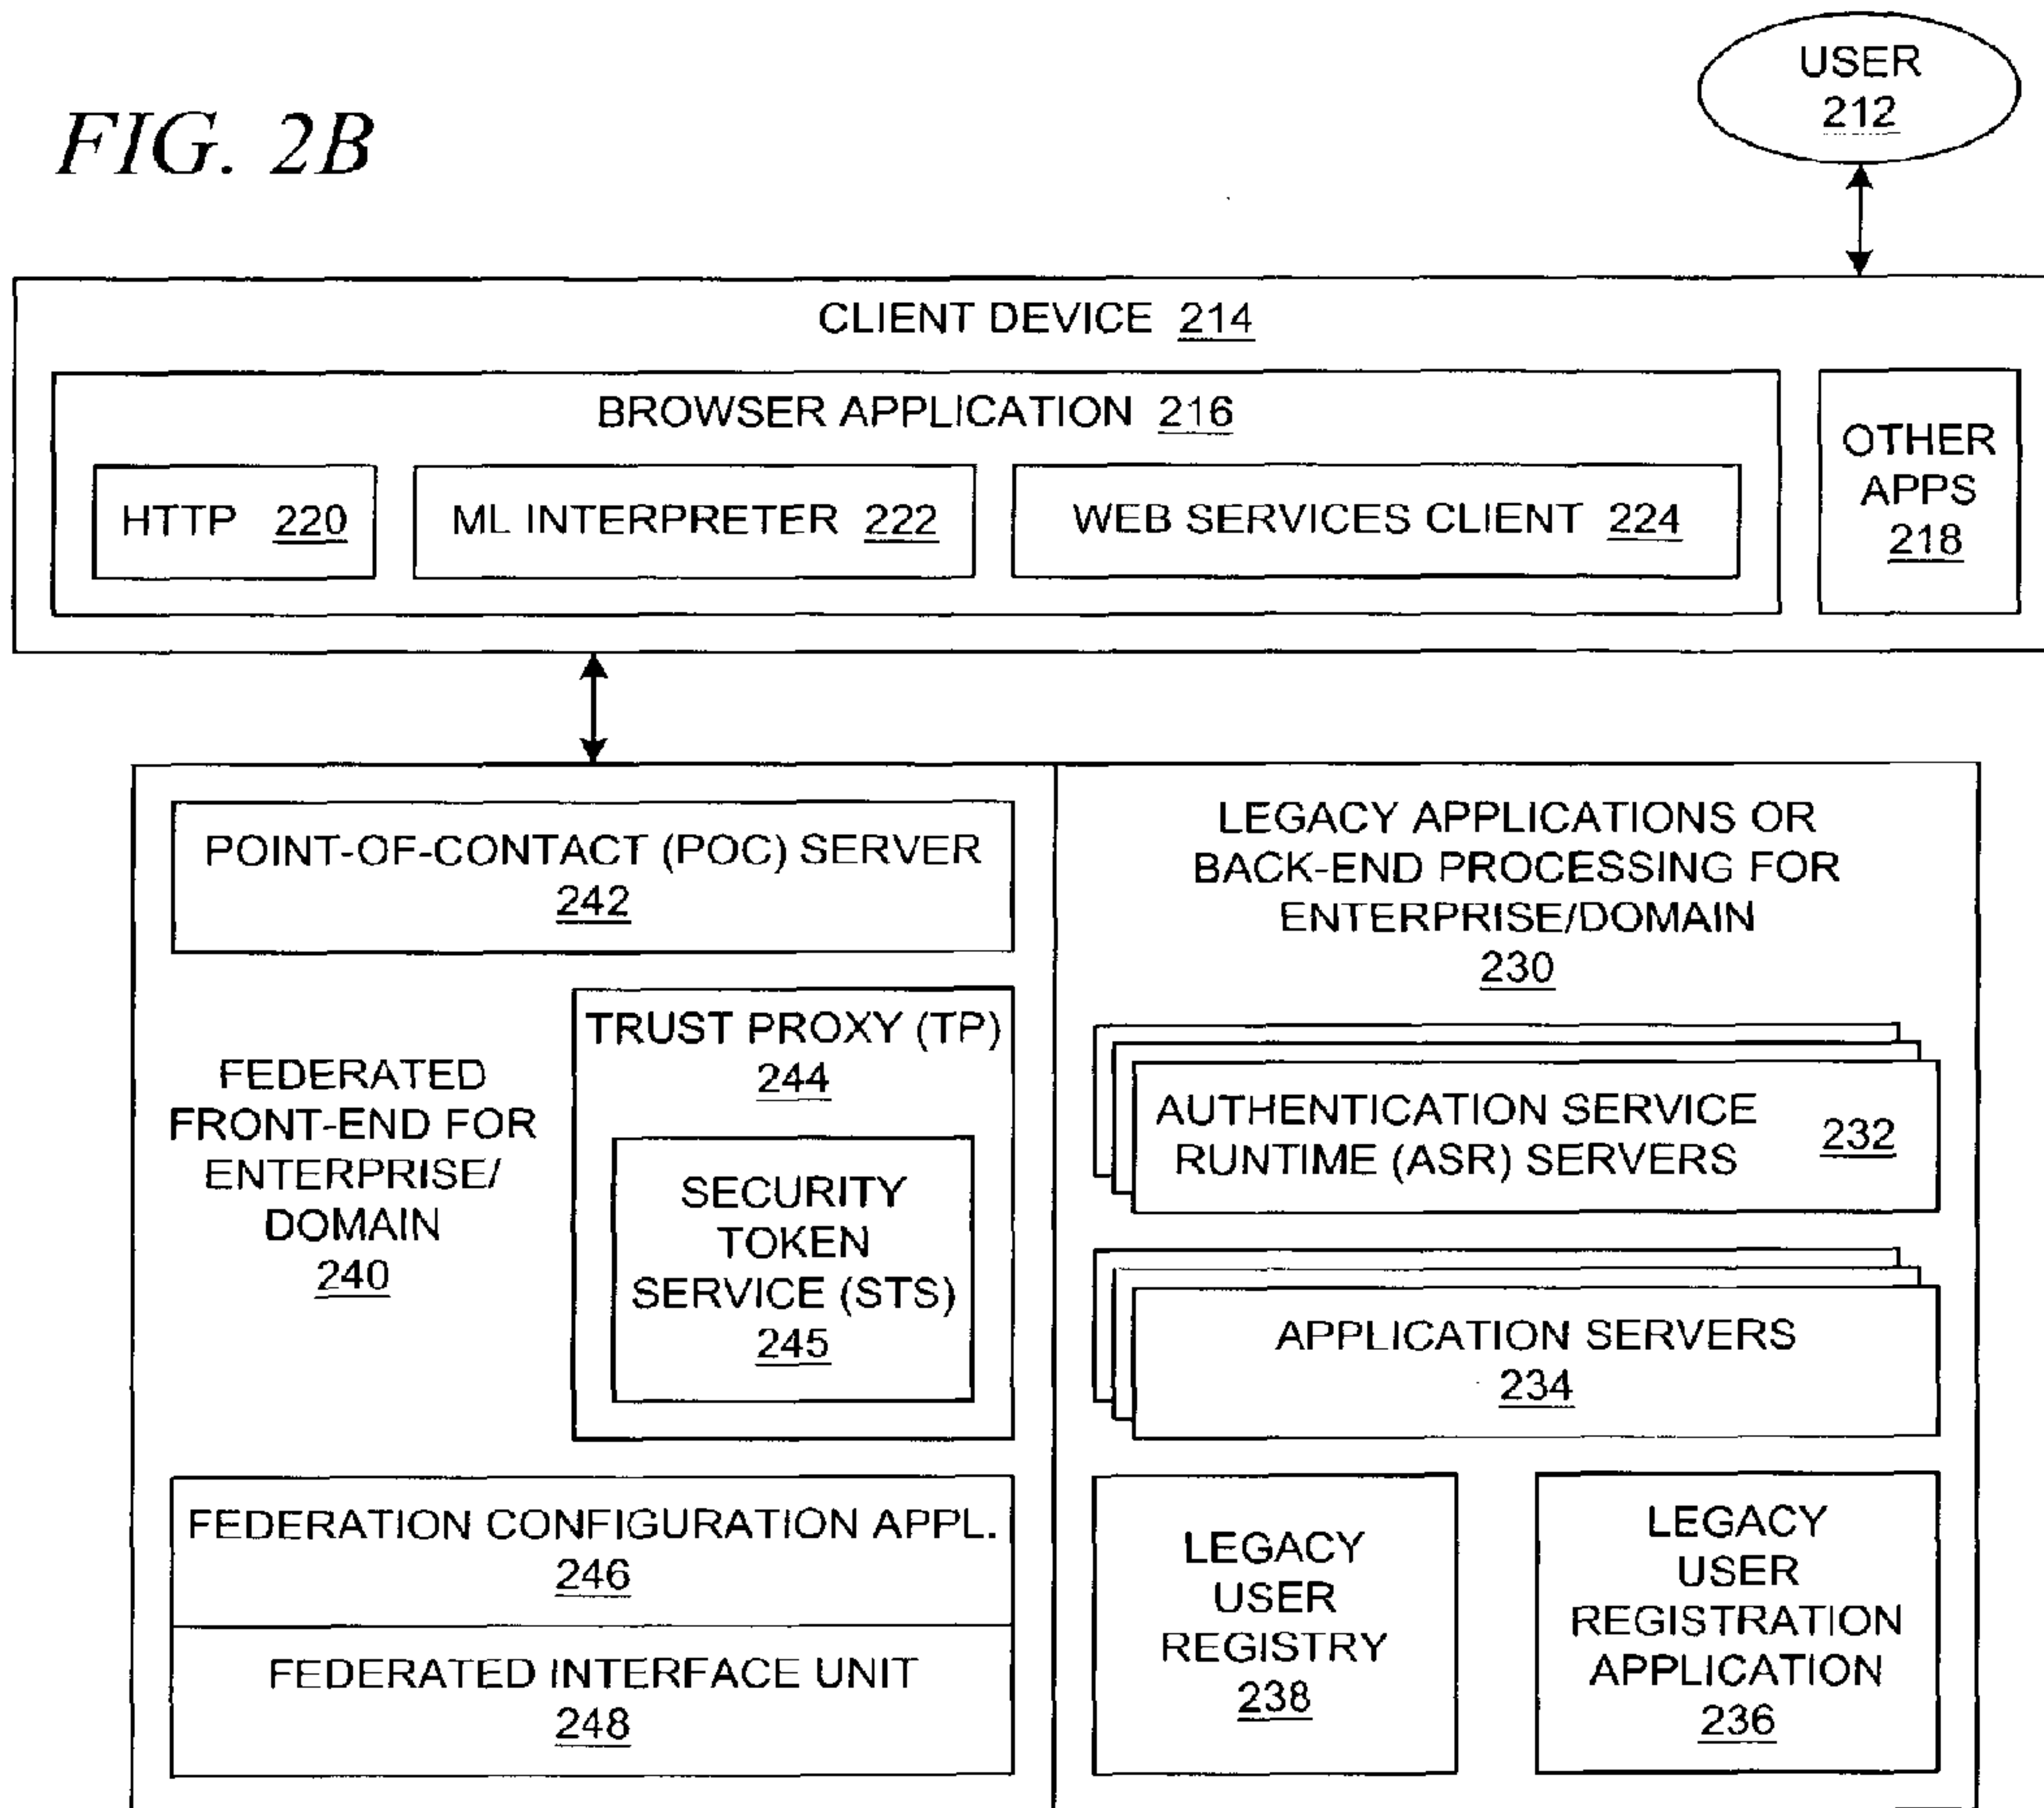 FIG. 2B
USER
212
CLIENT DEVICE 214
BROWSER APPLICATION 216
HTTP 220
ML INTERPRETER 222
WEB SERVICES CLIENT 224
OTHER
APPS
218
POINT-OF-CONTACT (POC) SERVER
242
FEDERATED
FRONT-END FOR
ENTERPRISE/
DOMAIN
240
TRUST PROXY (TP)
244
SECURITY
TOKEN
SERVICE (STS)
245
FEDERATION CONFIGURATION APPL.
246
FEDERATED INTERFACE UNIT
248
LEGACY APPLICATIONS OR
BACK-END PROCESSING FOR
ENTERPRISE/DOMAIN
230
AUTHENTICATION SERVICE
RUNTIME (ASR) SERVERS
232
APPLICATION SERVERS
234
LEGACY
USER
REGISTRY
238
LEGACY
USER
REGISTRATION
APPLICATION
236